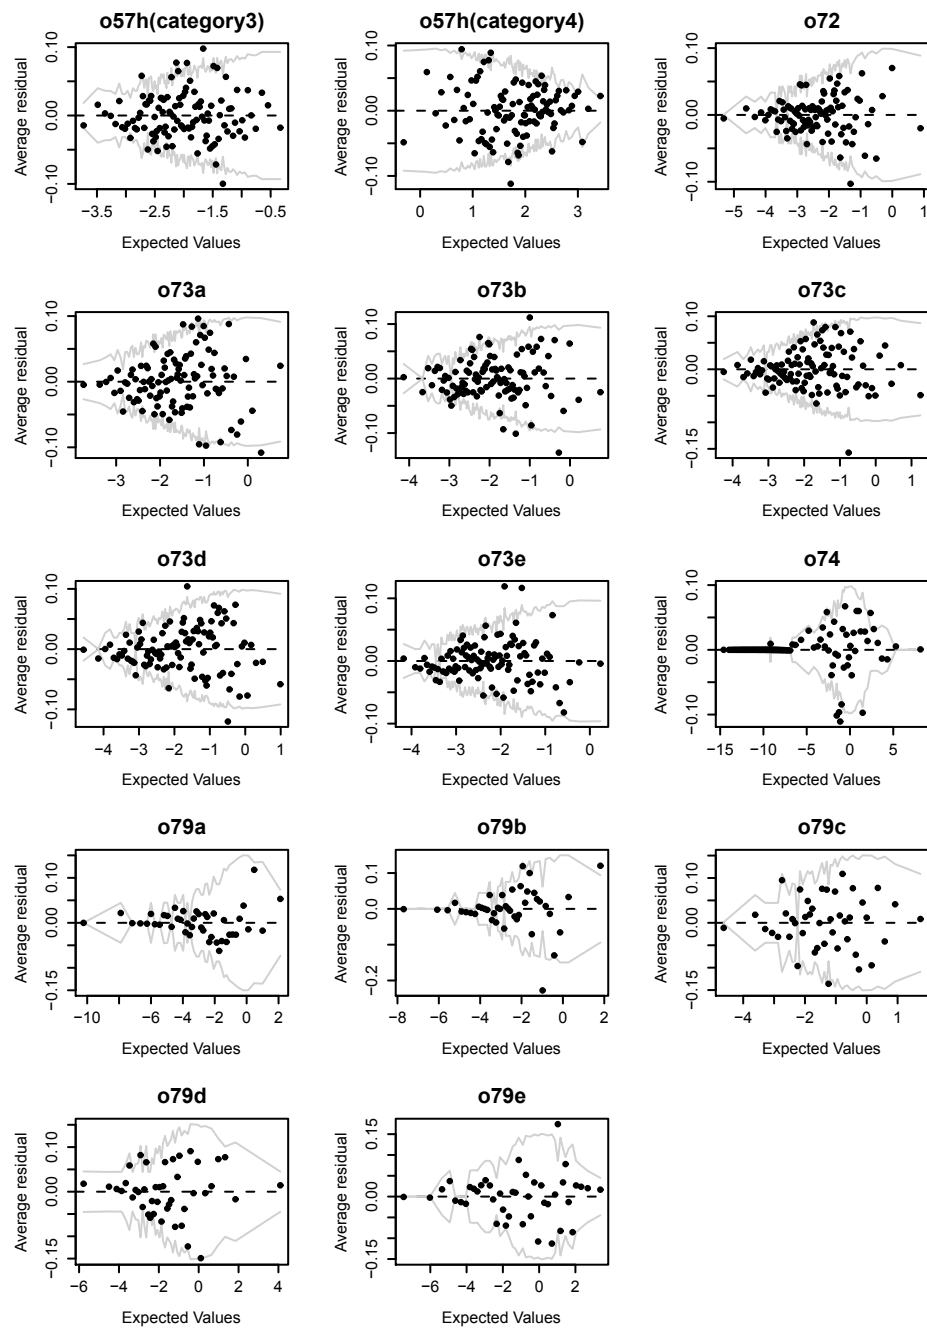 o57h(category3) o57h(category4) o72
Average residual −0.10 0.00 0.10 Average residual −0.10 0.00 0.10 Average residual −0.10 0.00 0.10
−3.5 −2.5 −1.5 −0.5 0 1 2 3 −5 −4 −3 −2 −1 0 1
Expected Values Expected Values Expected Values
o73a o73b o73c
Average residual −0.10 0.00 0.10 Average residual −0.10 0.00 0.10 Average residual −0.15 0.00 0.10
−3 −2 −1 0 −4 −3 −2 −1 0 −4 −3 −2 −1 0 1
Expected Values Expected Values Expected Values
o73d o73e o74
Average residual −0.10 0.00 0.10 Average residual −0.10 0.00 0.10 Average residual −0.10 0.00 0.10
−4 −3 −2 −1 0 1 −4 −3 −2 −1 0 −15 −10 −5 0 5
Expected Values Expected Values Expected Values
o79a o79b o79c
Average residual −0.15 0.00 0.10 Average residual −0.2 0.0 0.1 Average residual −0.15 0.00 0.10
−10 −6 −4 −2 0 2 −8 −6 −4 −2 0 2 −4 −2 0 1
Expected Values Expected Values Expected Values
o79d o79e
Average residual −0.15 0.00 0.10 Average residual −0.15 0.00 0.15
−6 −4 −2 0 2 4 −6 −4 −2 0 2
Expected Values Expected Values